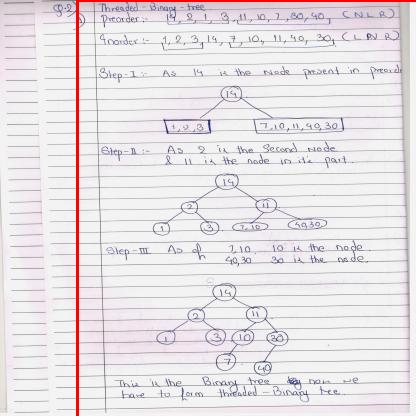 Q-2) Threaded-Binary-tree
Preorder:- 14, 2, 1, 3, 11, 10, 7, 30, 40, (NLR)
Inorder:- 1, 2, 3, 14, 7, 10, 11, 40, 30, (LNR)
Step-I:- As 14 is the Node present in preorde
14
1, 2, 3 7, 10, 11, 40, 30
Step-II:- As 2 is the Second Node
& 11 is the node in it's part.
14
2 11
1 3 7, 10 40, 30
Step-III As of 7, 10. 10 is the node.
40, 30 30 is the node.
14
2 11
1 3 10 30
7 40
This is the Binary tree now we
have to form threaded-Binary tree.